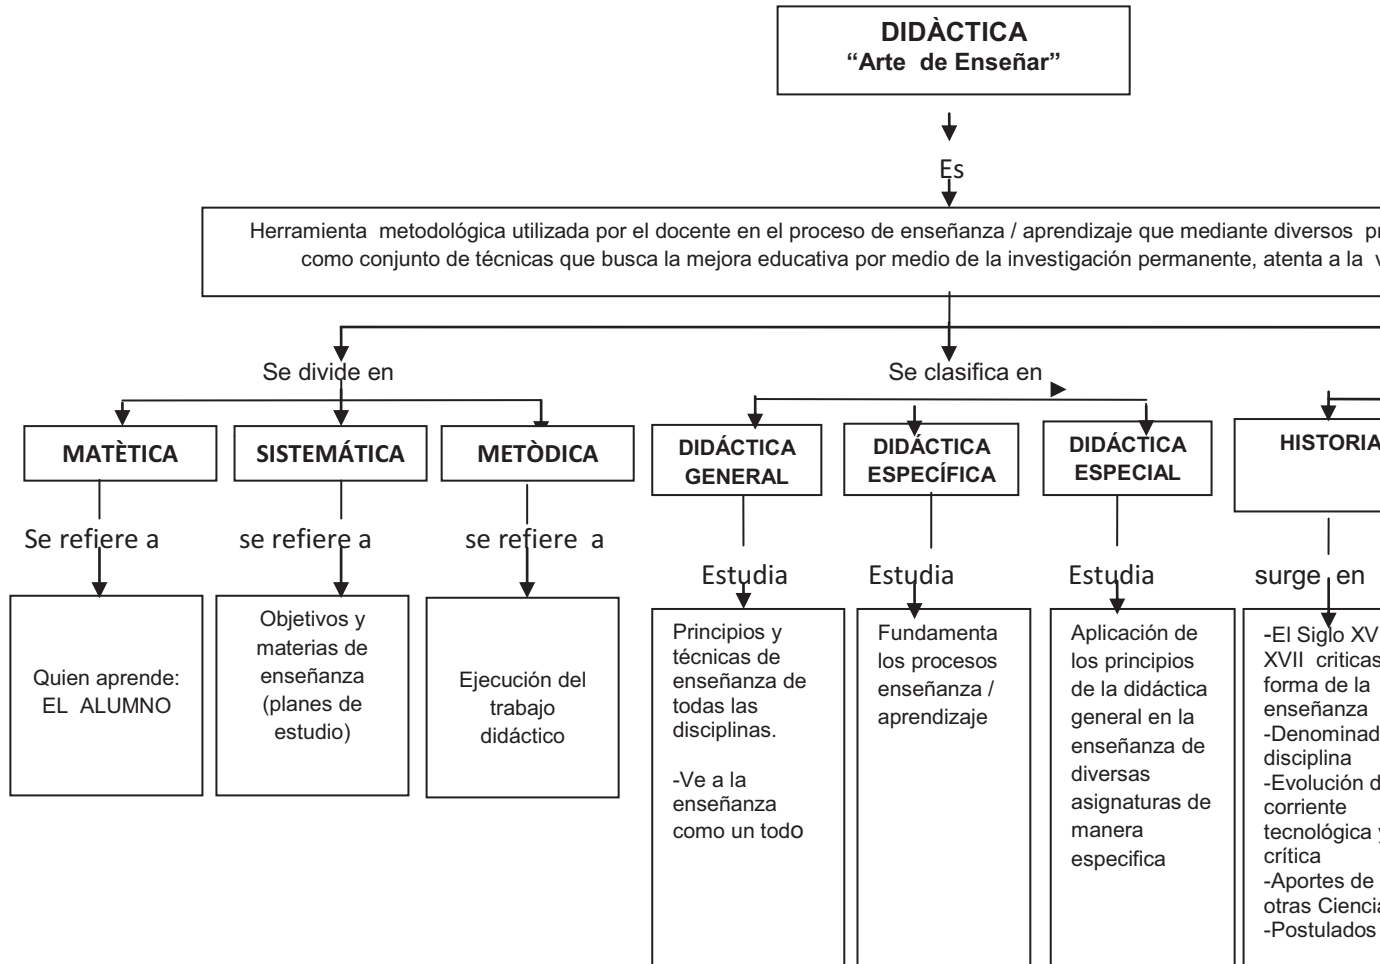 DIDÀCTICA
“Arte de Enseñar”
Es
Herramienta metodológica utilizada por el docente en el proceso de enseñanza / aprendizaje que mediante diversos
como conjunto de técnicas que busca la mejora educativa por medio de la investigación permanente, atenta a la
Se divide en
Se clasifica en
MATÈTICA
SISTEMÁTICA
METÒDICA
DIDÁCTICA
GENERAL
DIDÁCTICA
ESPECÍFICA
DIDÁCTICA
ESPECIAL
HISTORIA
Se refiere a
se refiere a
se refiere a
Estudia
Estudia
Estudia
surge en
Quien aprende:
EL ALUMNO
Objetivos y
materias de
enseñanza
(planes de
estudio)
Ejecución del
trabajo
didáctico
Principios y
técnicas de
enseñanza de
todas las
disciplinas.
-Ve a la
enseñanza
como un todo
Fundamenta
los procesos
enseñanza /
aprendizaje
Aplicación de
los principios
de la didáctica
general en la
enseñanza de
diversas
asignaturas de
manera
especifica
-El Siglo XV
XVII criticas
forma de la
enseñanza
-Denominad
disciplina
-Evolución d
corriente
tecnológica y
crítica
-Aportes de
otras Ciencia
-Postulados